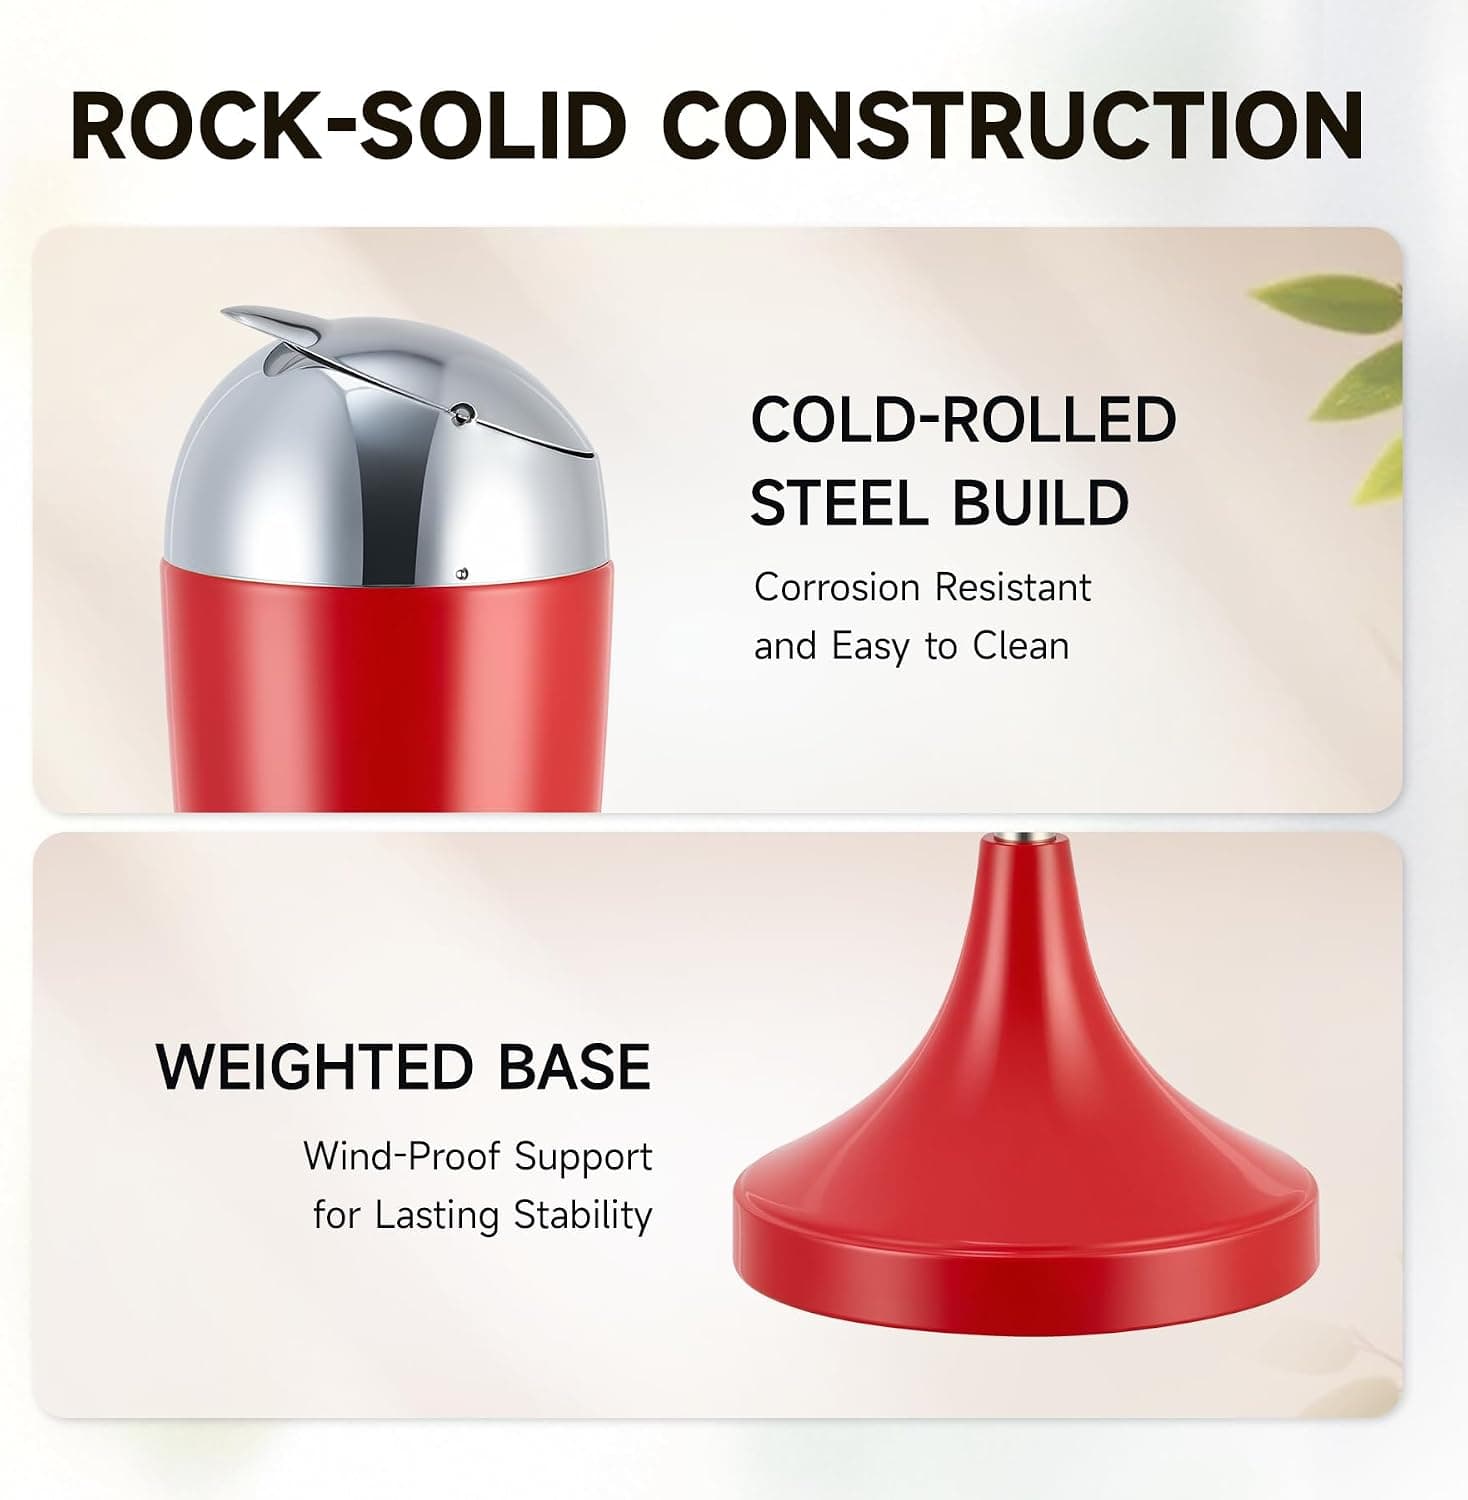 ROCK-SOLID CONSTRUCTION
COLD-ROLLED
STEEL BUILD
Corrosion Resistant
and Easy to Clean
WEIGHTED BASE
Wind-Proof Support
for Lasting Stability